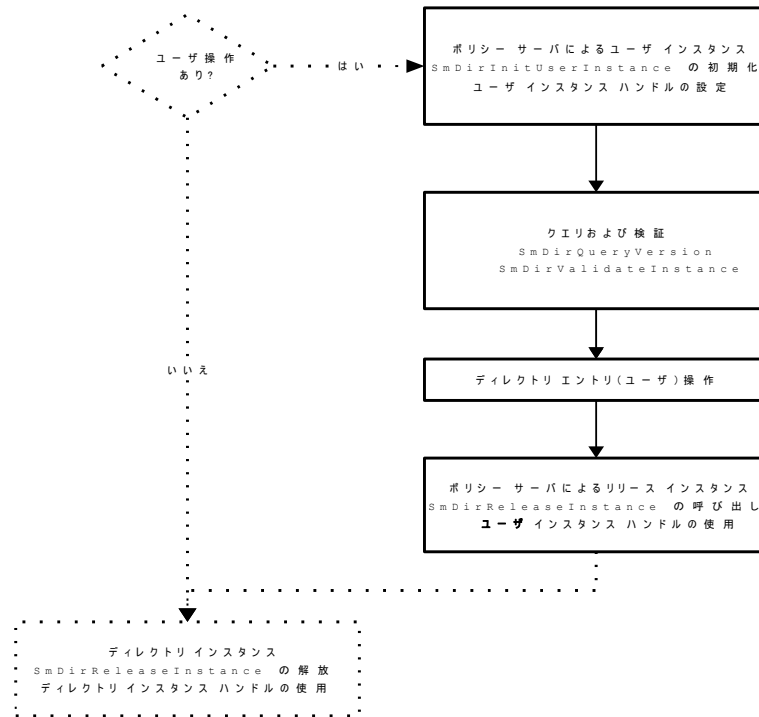 ユーザ操作
あり?
はい
ポリシー サーバによるユーザ インスタンス
SmDirInitUserInstance の初期化
ユーザ インスタンス ハンドルの設定
クエリおよび検証
SmDirQueryVersion
SmDirValidateInstance
いいえ
ディレクトリ エントリ(ユーザ)操作
ポリシー サーバによるリリース インスタンス
SmDirReleaseInstance の呼び出し
ユーザ インスタンス ハンドルの使用
ディレクトリ インスタンス
SmDirReleaseInstance の解放
ディレクトリ インスタンス ハンドルの使用